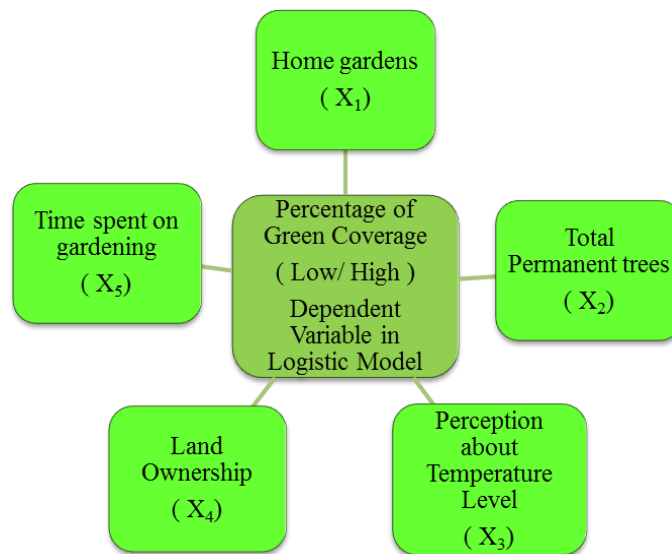 Home gardens
( X₁)
Percentage of
Green Coverage
( Low/ High )
Dependent
Variable in
Logistic Model
Time spent on
gardening
( X₅)
Total
Permanent trees
( X₂)
Land
Ownership
( X₄)
Perception
about
Temperature
Level
( X₃)